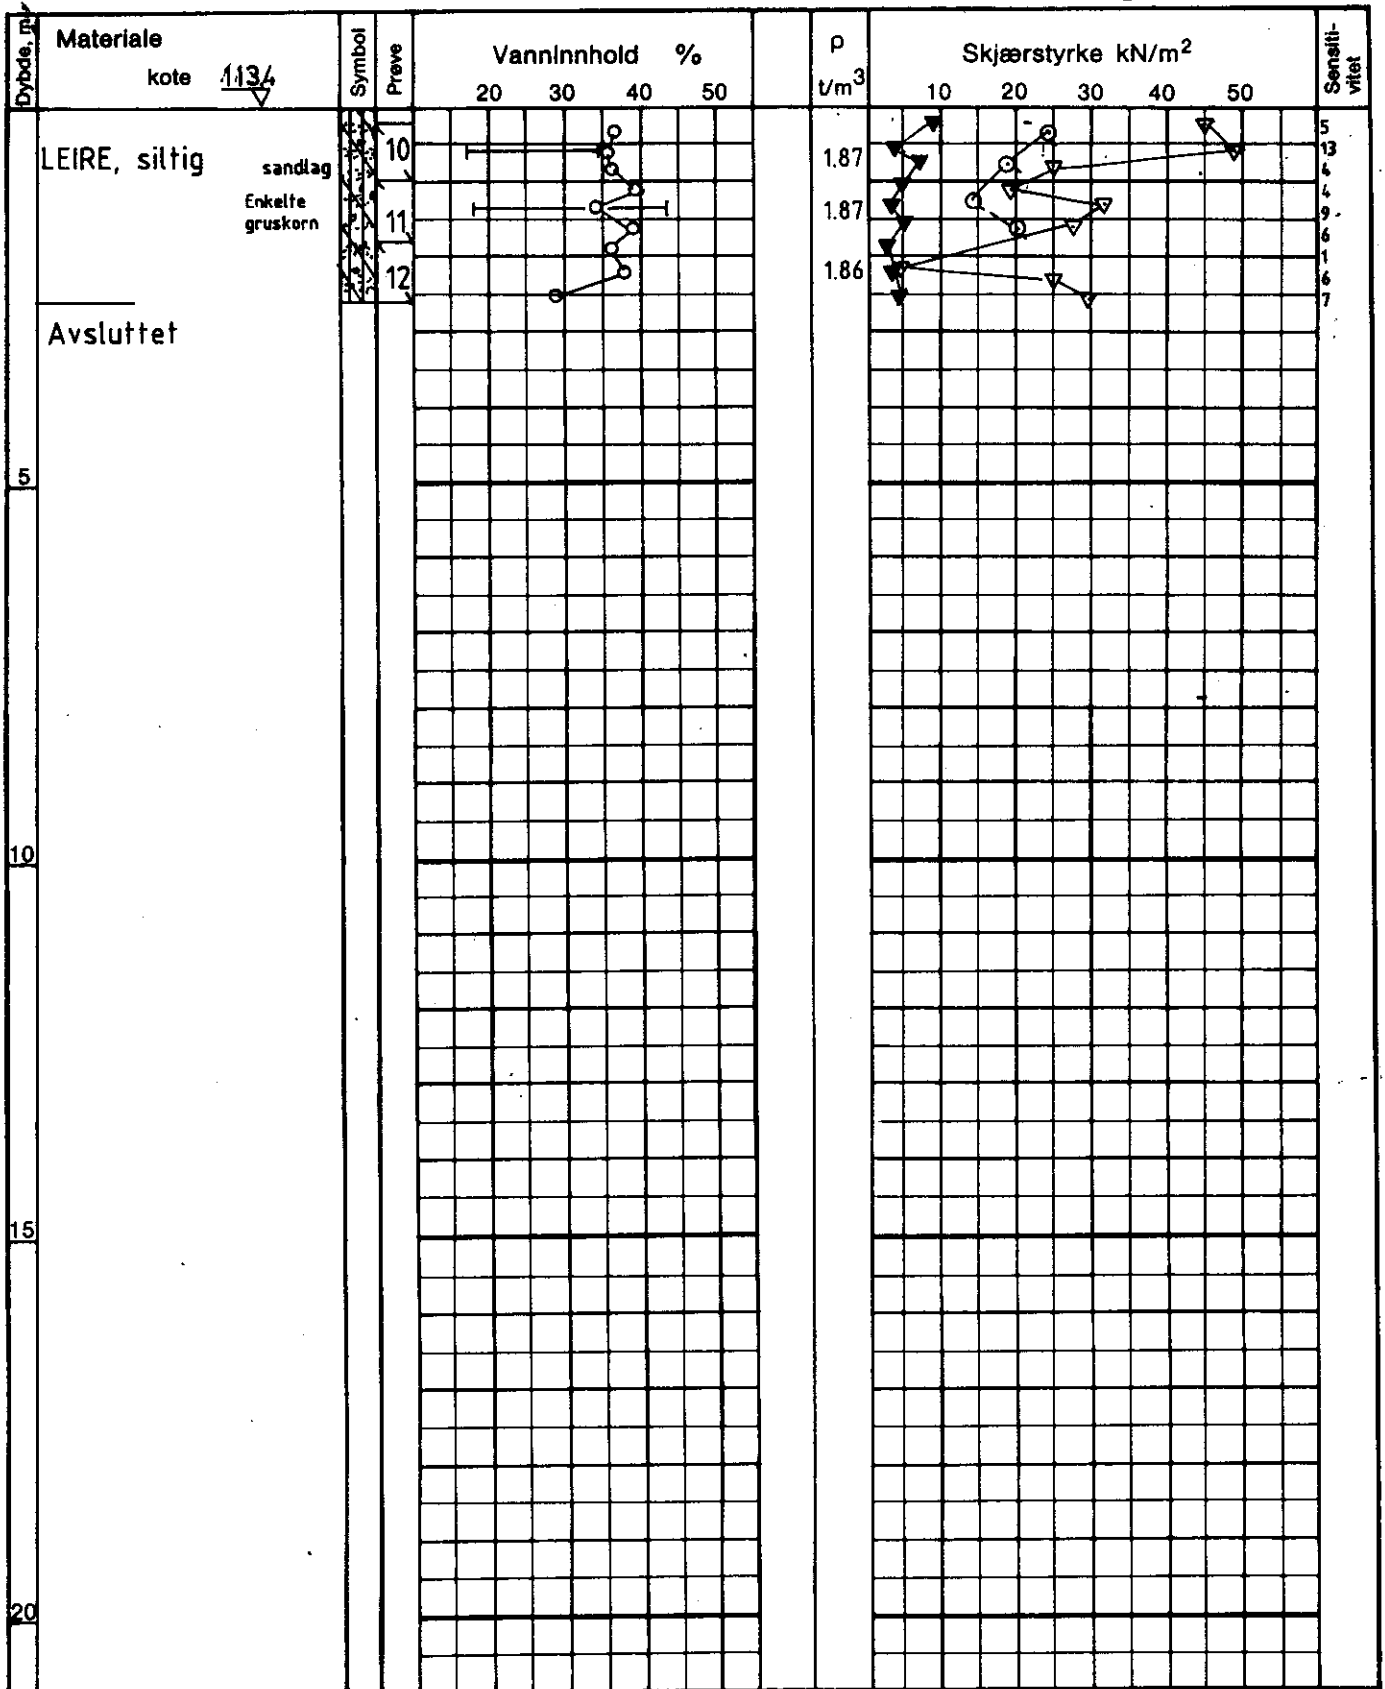 Dybde, m
Materiale
kote 113,4
Symbol
Prøve
Vanninnhold %
20 30 40 50
ρ
t/m³
Skjærstyrke kN/m²
10 20 30 40 50
Sensiti-
vitet
LEIRE, siltig
sandlag
Enkelte
gruskorn
Avsluttet
10
11
12
1.87
1.87
1.86
5
13
4
4
9
6
1
6
7
5
10
15
20